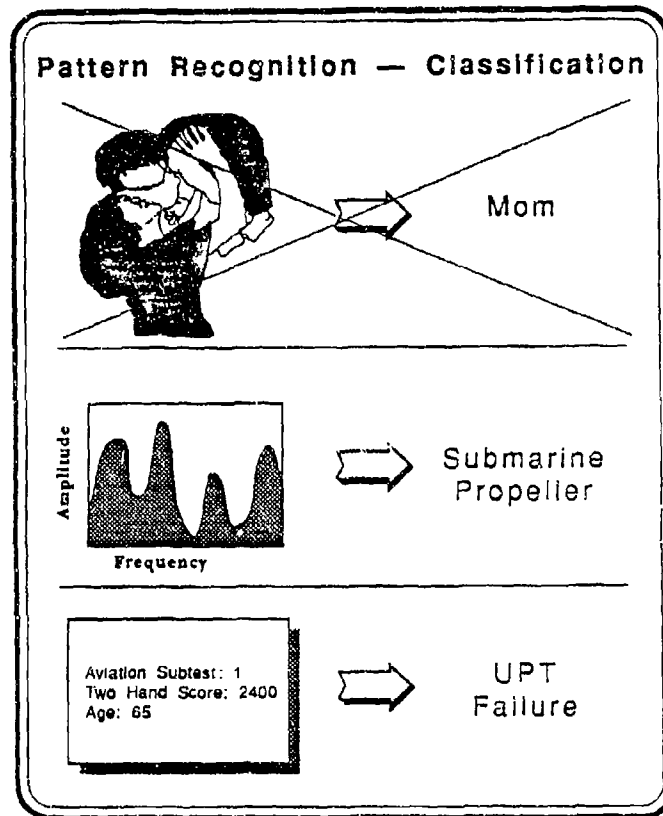 Pattern Recognition — Classification
Mom
Amplitude
Frequency
Submarine
Propeller
Aviation Subtest: 1
Two Hand Score: 2400
Age: 65
UPT
Failure